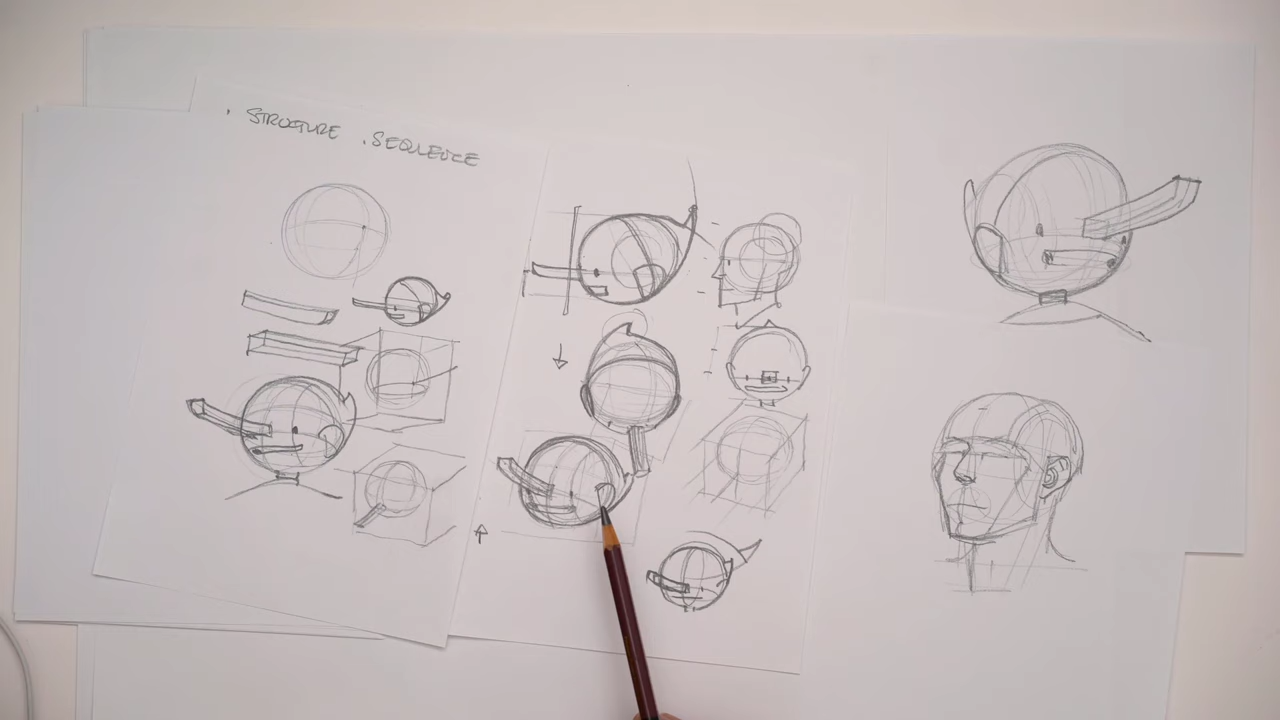 . STRUCTURE . SEQUENCE